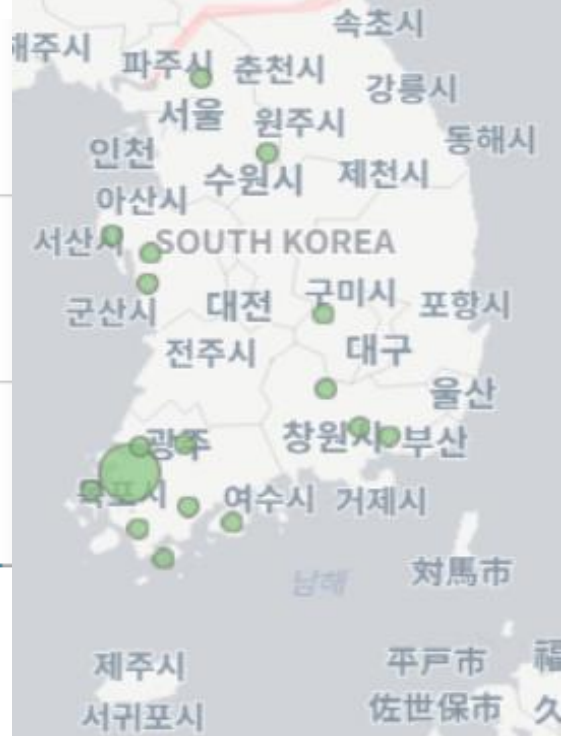 속초시
해주시
파주시
춘천시
강릉시
서울
원주시
동해시
인천
수원시
제천시
아산시
서산시
SOUTH KOREA
군산시
대전
구미시
포항시
전주시
대구
울산
광주
창원시
부산
목포시
여수시
거제시
남해
対馬市
제주시
平戸市
福
서귀포시
佐世保市
久